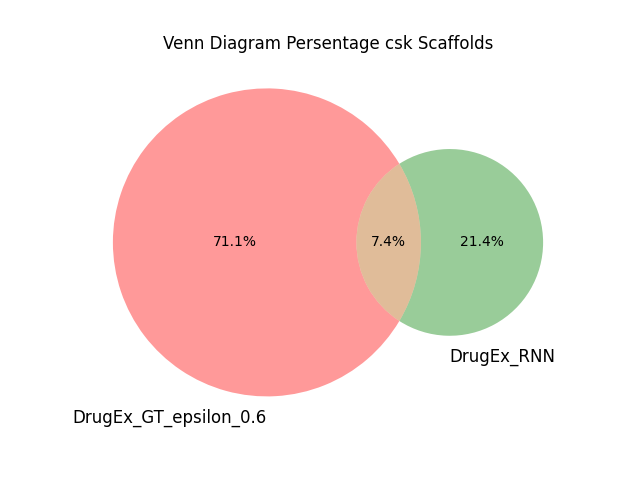 Venn Diagram Persentage csk Scaffolds
71.1%
7.4%
21.4%
DrugEx_RNN
DrugEx_GT_epsilon_0.6